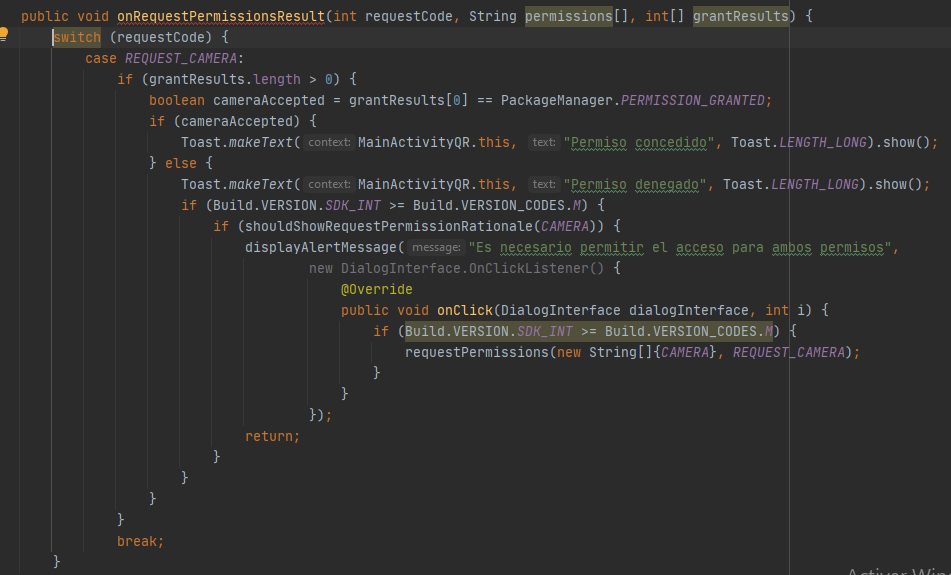 public void onRequestPermissionsResult(int requestCode, String permissions[], int[] grantResults) {
switch (requestCode) {
case REQUEST_CAMERA:
if (grantResults.length > 0) {
boolean cameraAccepted = grantResults[0] == PackageManager.PERMISSION_GRANTED;
if (cameraAccepted) {
Toast.makeText( context: MainActivityQR.this, text: "Permiso concedido", Toast.LENGTH_LONG).show();
} else {
Toast.makeText( context: MainActivityQR.this, text: "Permiso denegado", Toast.LENGTH_LONG).show();
if (Build.VERSION.SDK_INT >= Build.VERSION_CODES.M) {
if (shouldShowRequestPermissionRationale(CAMERA)) {
displayAlertMessage( message: "Es necesario permitir el acceso para ambos permisos",
new DialogInterface.OnClickListener() {
@Override
public void onClick(DialogInterface dialogInterface, int i) {
if (Build.VERSION.SDK_INT >= Build.VERSION_CODES.M) {
requestPermissions(new String[]{CAMERA}, REQUEST_CAMERA);
}
}
});
return;
}
}
}
}
break;
}
Activar Win